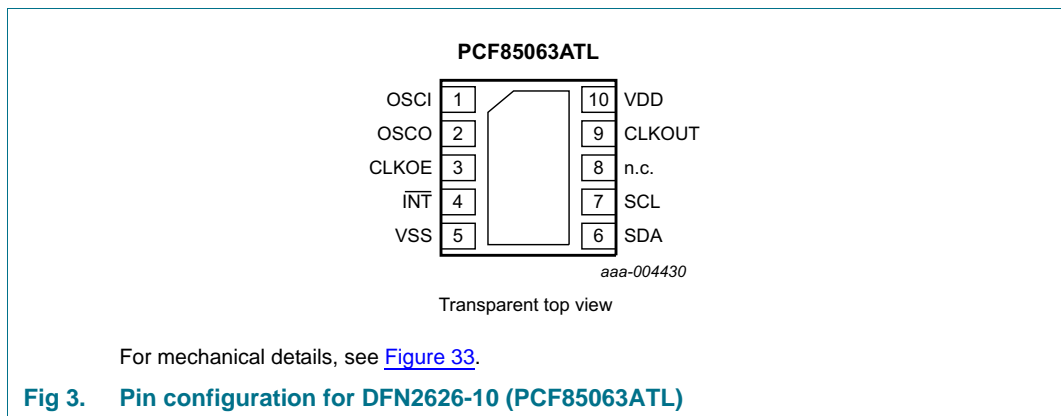 PCF85063ATL
OSCI 1 10 VDD
OSCO 2 9 CLKOUT
CLKOE 3 8 n.c.
INT 4 7 SCL
VSS 5 6 SDA
aaa-004430
Transparent top view
For mechanical details, see Figure 33.
Fig 3. Pin configuration for DFN2626-10 (PCF85063ATL)